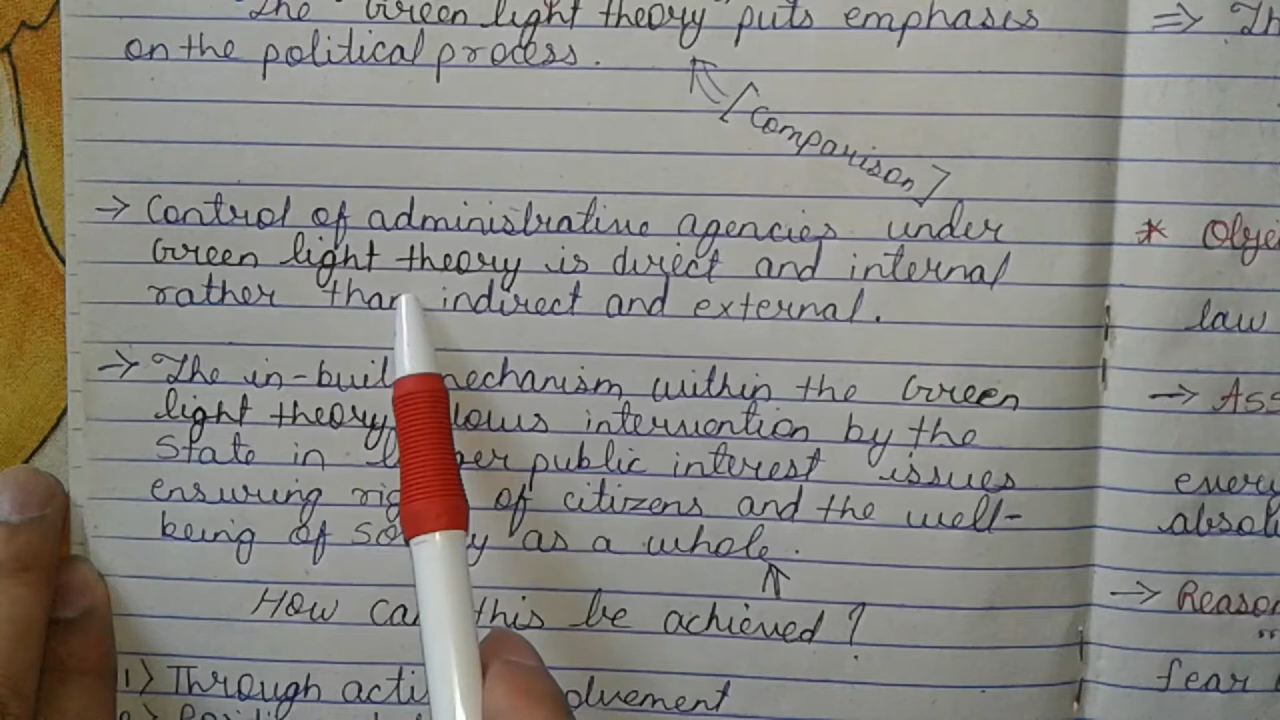 The "Green light theory" puts emphasis
on the political process.
[Comparison]
→ Control of administrative agencies under
Green light theory is direct and internal
rather than indirect and external.
→ The in-built mechanism within the Green
light theory allows intervention by the
State in public interest issues
ensuring of citizens and the well-
being of society as a whole.
How can this be achieved?
1) Through
⇒ Th
* Obje
law
→ Ass
every
absol
→ Reason
fear